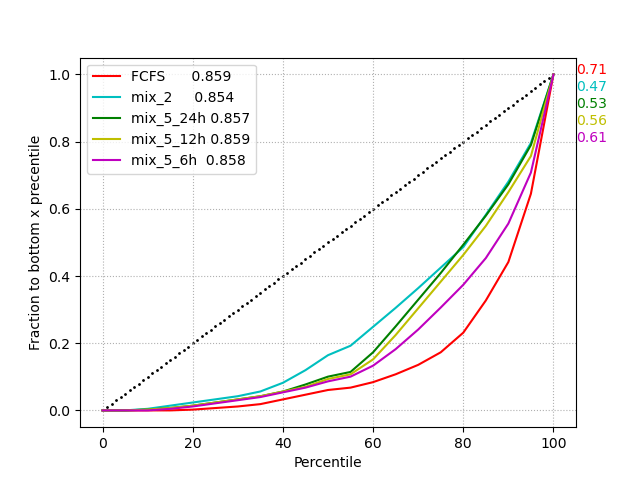 FCFS 0.859
mix_2 0.854
mix_5_24h 0.857
mix_5_12h 0.859
mix_5_6h 0.858
0.71
0.47
0.53
0.56
0.61
1.0
0.8
0.6
0.4
0.2
0.0
Fraction to bottom x precentile
0 20 40 60 80 100
Percentile